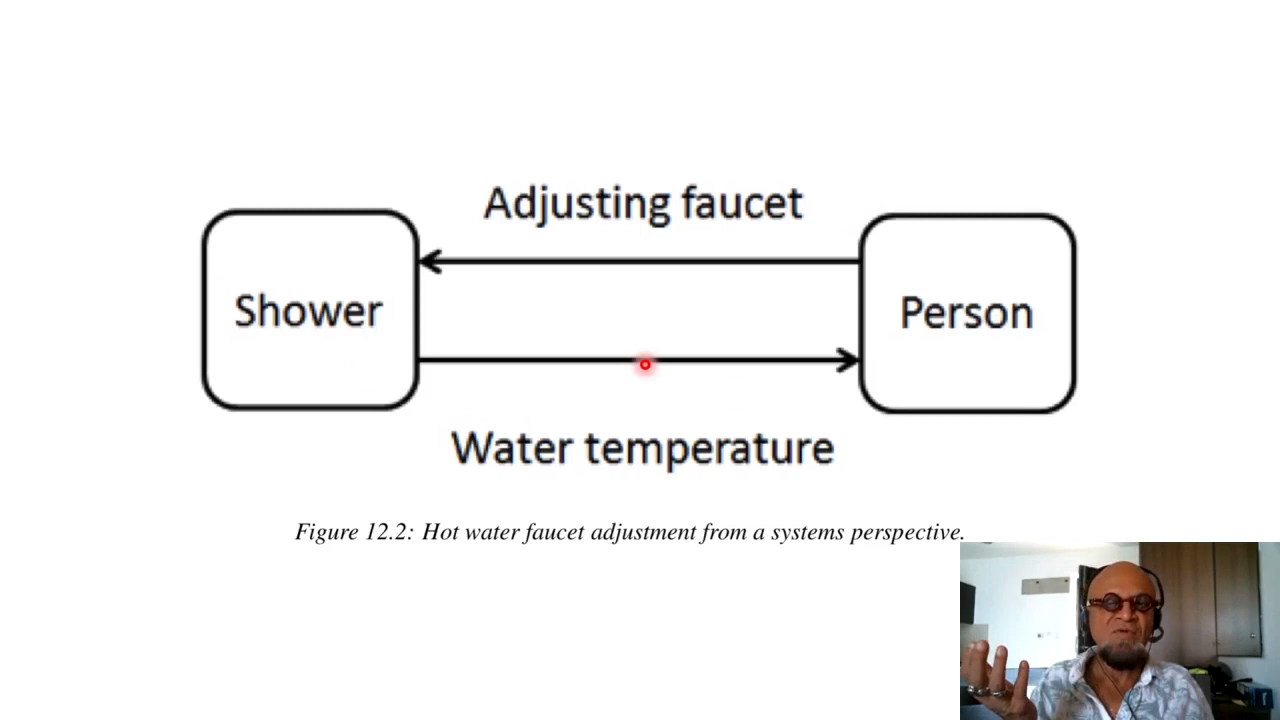 Adjusting faucet
Shower
Person
Water temperature
Figure 12.2: Hot water faucet adjustment from a systems perspective.